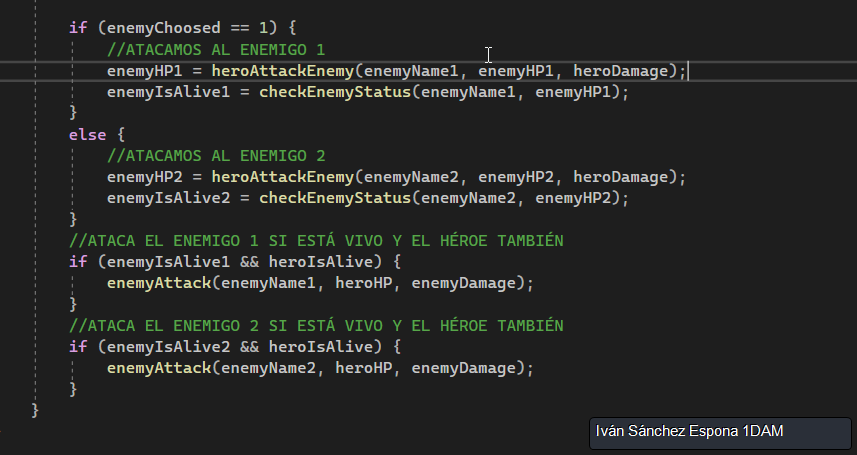 if (enemyChoosed == 1) {
//ATACAMOS AL ENEMIGO 1
enemyHP1 = heroAttackEnemy(enemyName1, enemyHP1, heroDamage);
enemyIsAlive1 = checkEnemyStatus(enemyName1, enemyHP1);
}
else {
//ATACAMOS AL ENEMIGO 2
enemyHP2 = heroAttackEnemy(enemyName2, enemyHP2, heroDamage);
enemyIsAlive2 = checkEnemyStatus(enemyName2, enemyHP2);
}
//ATACA EL ENEMIGO 1 SI ESTÁ VIVO Y EL HÉROE TAMBIÉN
if (enemyIsAlive1 && heroIsAlive) {
enemyAttack(enemyName1, heroHP, enemyDamage);
}
//ATACA EL ENEMIGO 2 SI ESTÁ VIVO Y EL HÉROE TAMBIÉN
if (enemyIsAlive2 && heroIsAlive) {
enemyAttack(enemyName2, heroHP, enemyDamage);
}
}
Iván Sánchez Espona 1DAM